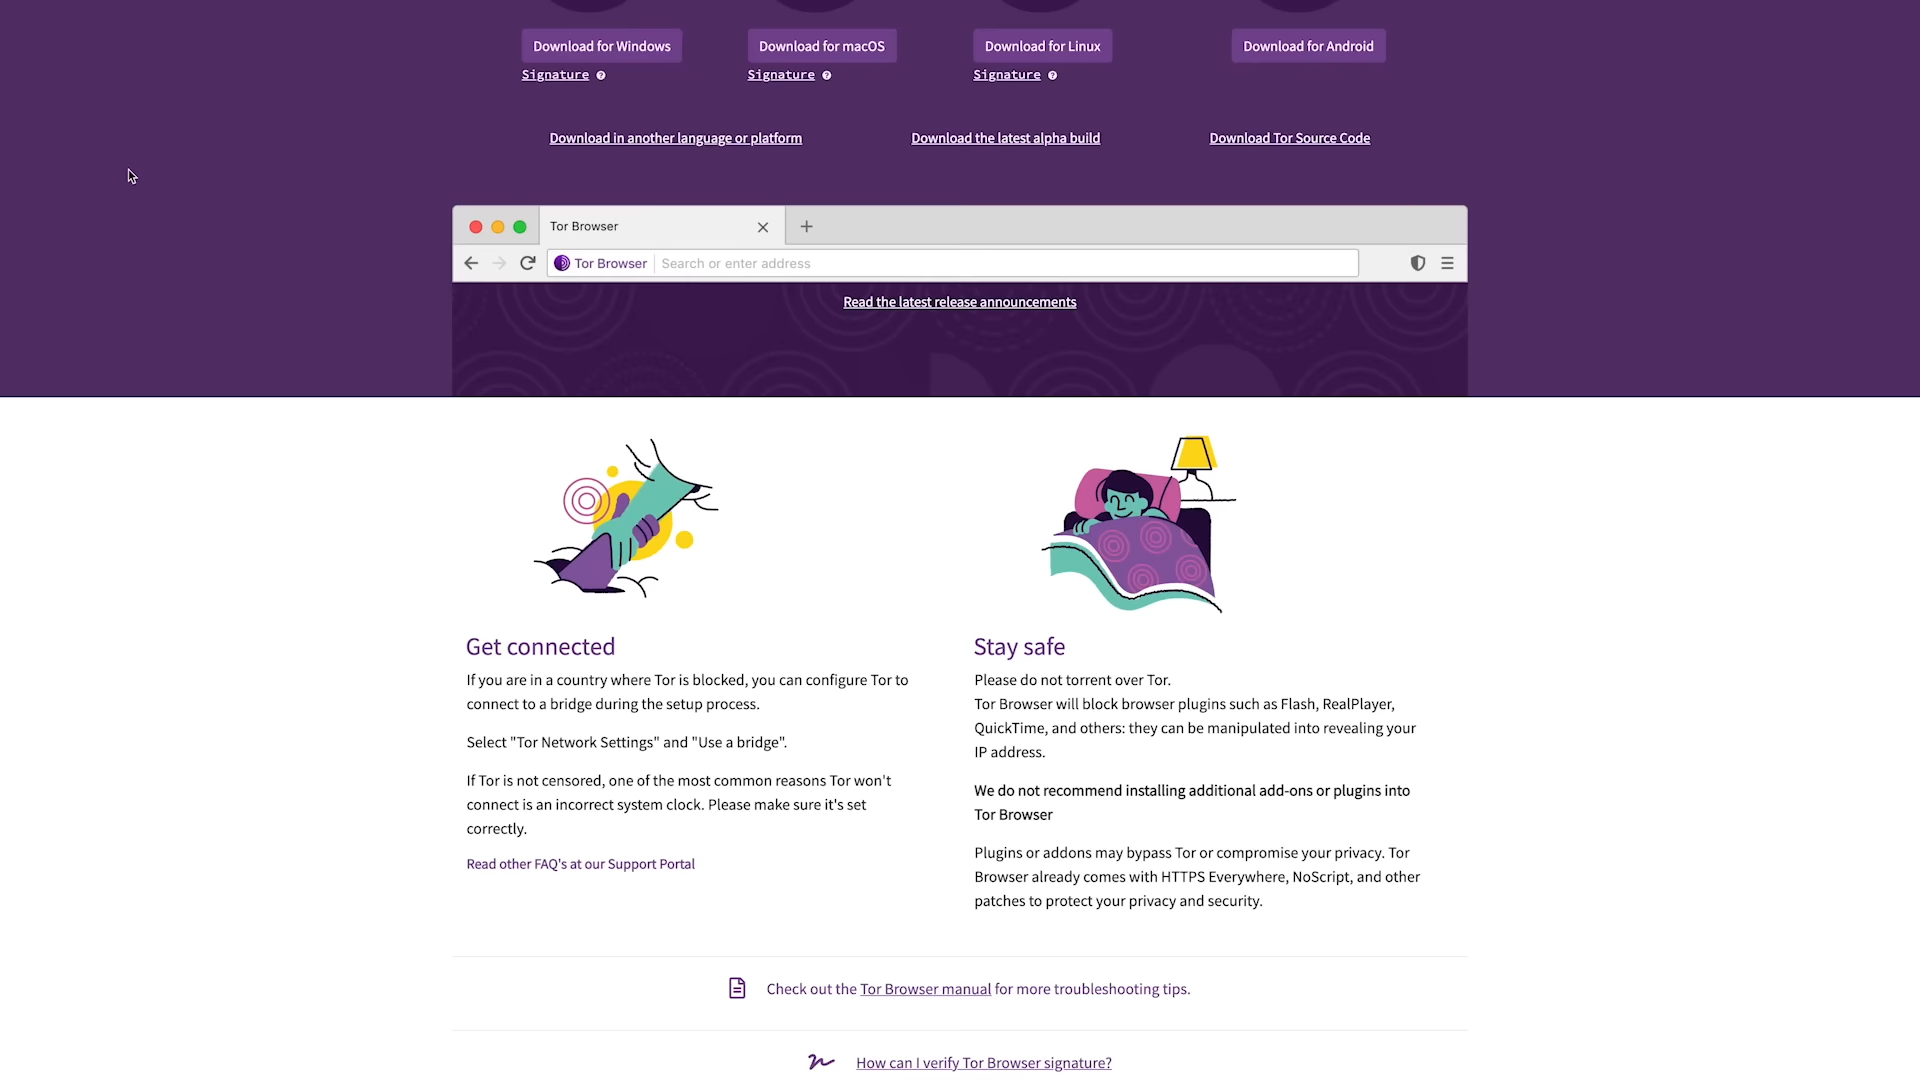 Download for Windows
Download for macOS
Download for Linux
Download for Android
Signature ?
Signature ?
Signature ?
Download in another language or platform
Download the latest alpha build
Download Tor Source Code
Tor Browser
Tor Browser
Search or enter address
Read the latest release announcements
Get connected
If you are in a country where Tor is blocked, you can configure Tor to
connect to a bridge during the setup process.
Select "Tor Network Settings" and "Use a bridge".
If Tor is not censored, one of the most common reasons Tor won't
connect is an incorrect system clock. Please make sure it's set
correctly.
Read other FAQ's at our Support Portal
Stay safe
Please do not torrent over Tor.
Tor Browser will block browser plugins such as Flash, RealPlayer,
QuickTime, and others: they can be manipulated into revealing your
IP address.
We do not recommend installing additional add-ons or plugins into
Tor Browser
Plugins or addons may bypass Tor or compromise your privacy. Tor
Browser already comes with HTTPS Everywhere, NoScript, and other
patches to protect your privacy and security.
Check out the Tor Browser manual for more troubleshooting tips.
How can I verify Tor Browser signature?